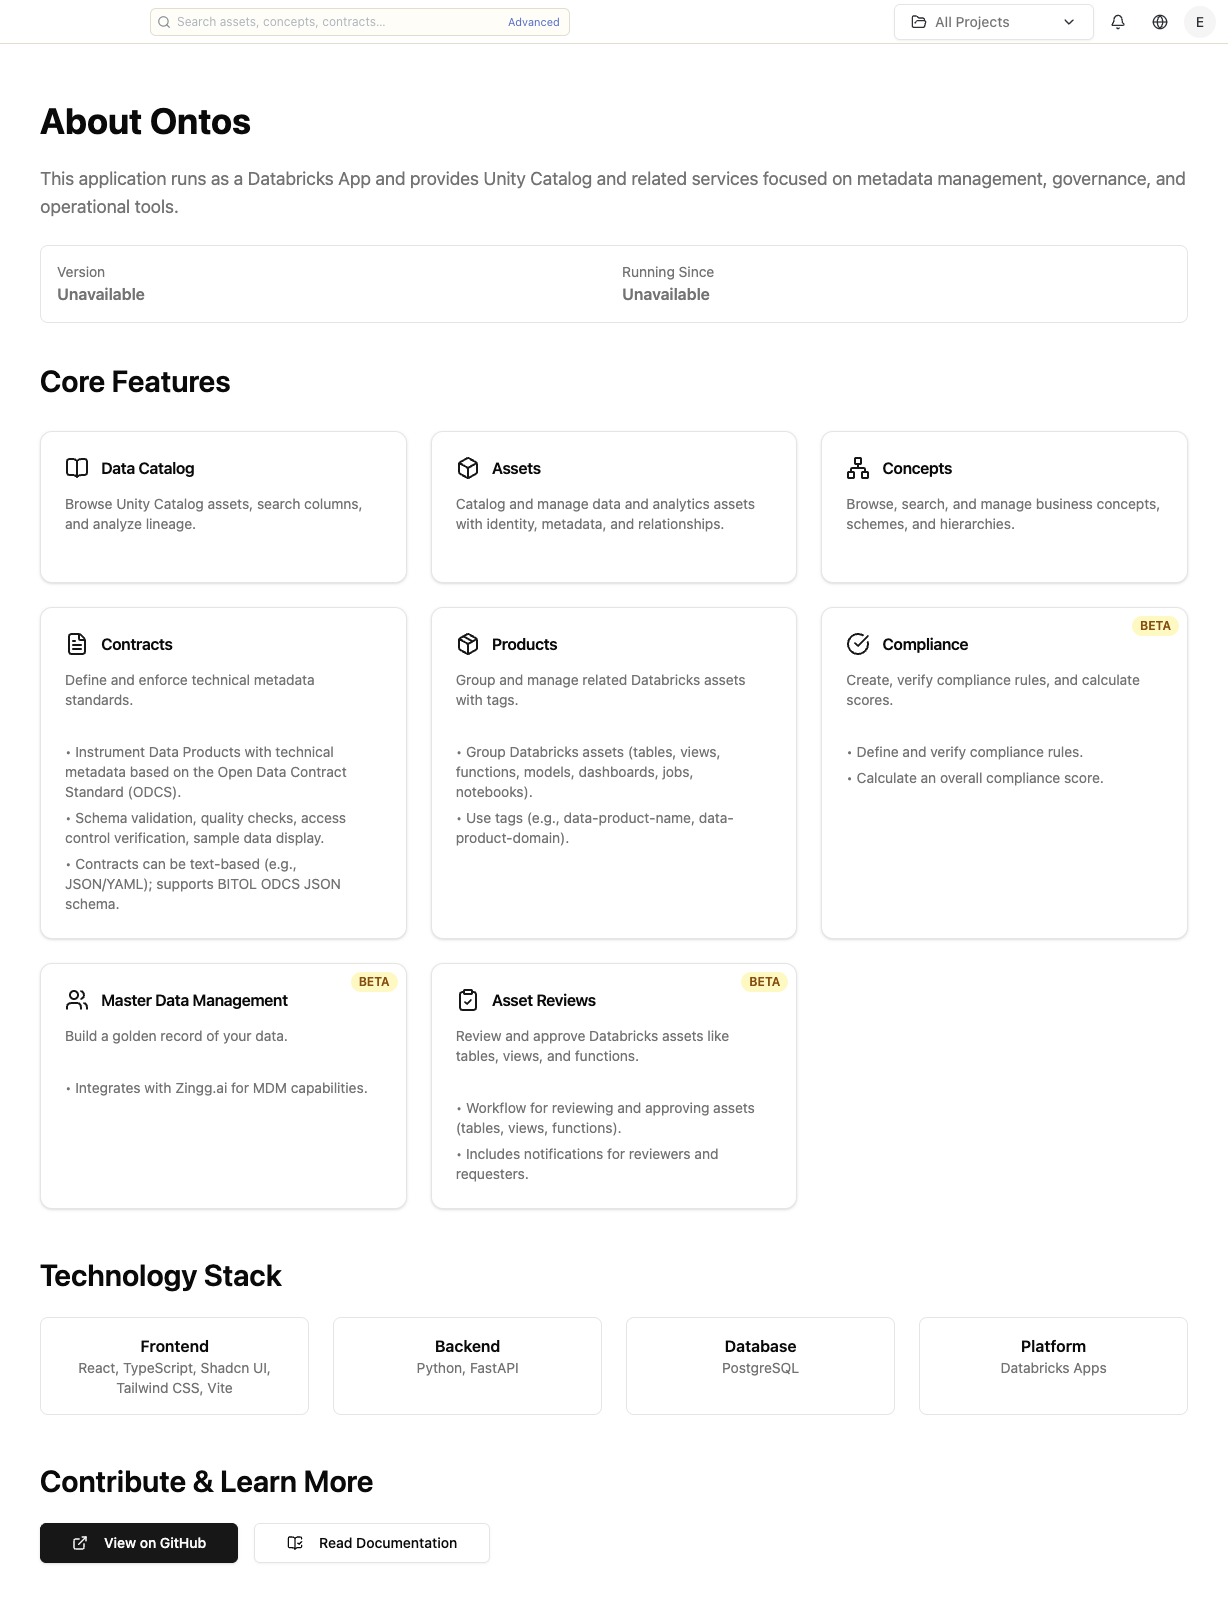 Search assets, concepts, contracts... Advanced All Projects E
About Ontos
This application runs as a Databricks App and provides Unity Catalog and related services focused on metadata management, governance, and
operational tools.
Version
Unavailable
Running Since
Unavailable
Core Features
Data Catalog
Browse Unity Catalog assets, search columns,
and analyze lineage.
Assets
Catalog and manage data and analytics assets
with identity, metadata, and relationships.
Concepts
Browse, search, and manage business concepts,
schemes, and hierarchies.
Contracts
Define and enforce technical metadata
standards.
• Instrument Data Products with technical
metadata based on the Open Data Contract
Standard (ODCS).
• Schema validation, quality checks, access
control verification, sample data display.
• Contracts can be text-based (e.g.,
JSON/YAML); supports BITOL ODCS JSON
schema.
Products
Group and manage related Databricks assets
with tags.
• Group Databricks assets (tables, views,
functions, models, dashboards, jobs,
notebooks).
• Use tags (e.g., data-product-name, data-
product-domain).
BETA
Compliance
Create, verify compliance rules, and calculate
scores.
• Define and verify compliance rules.
• Calculate an overall compliance score.
BETA
Master Data Management
Build a golden record of your data.
• Integrates with Zingg.ai for MDM capabilities.
BETA
Asset Reviews
Review and approve Databricks assets like
tables, views, and functions.
• Workflow for reviewing and approving assets
(tables, views, functions).
• Includes notifications for reviewers and
requesters.
Technology Stack
Frontend
React, TypeScript, Shadcn UI,
Tailwind CSS, Vite
Backend
Python, FastAPI
Database
PostgreSQL
Platform
Databricks Apps
Contribute & Learn More
View on GitHub
Read Documentation